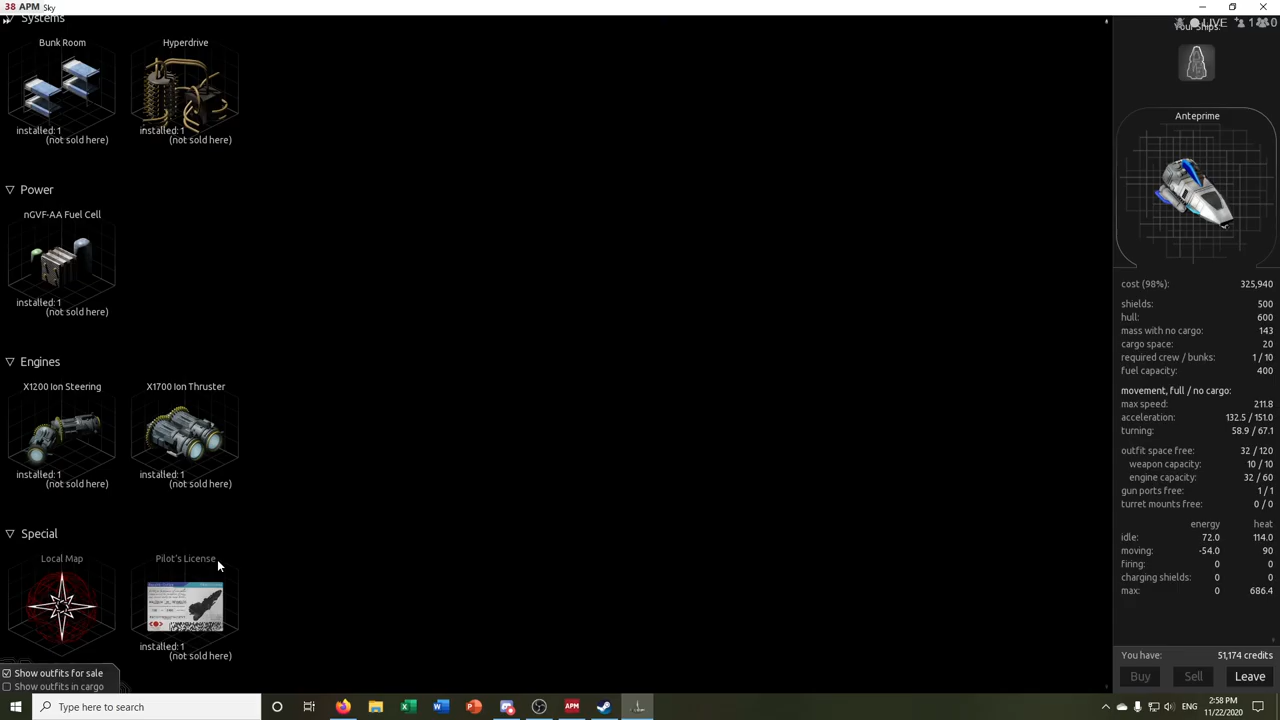 38 APM Sky
Systems
LIVE 1 0
Your Ships:
Bunk Room
Hyperdrive
installed: 1
(not sold here)
installed: 1
(not sold here)
Power
nGVF-AA Fuel Cell
installed: 1
(not sold here)
Engines
X1200 Ion Steering
X1700 Ion Thruster
installed: 1
(not sold here)
installed: 1
(not sold here)
Special
Local Map
Pilot's License
installed: 1
(not sold here)
Show outfits for sale
Show outfits in cargo
Anteprime
cost (98%): 325,940
shields: 500
hull: 600
mass with no cargo: 143
cargo space: 20
required crew / bunks: 1 / 10
fuel capacity: 400
movement, full / no cargo:
max speed: 211.8
acceleration: 132.5 / 151.0
turning: 58.9 / 67.1
outfit space free: 32 / 120
weapon capacity: 10 / 10
engine capacity: 32 / 60
gun ports free: 1 / 1
turret mounts free: 0 / 0
energy heat
idle: 72.0 114.0
moving: -54.0 90
firing: 0 0
charging shields: 0 0
max: 0 686.4
You have: 51,174 credits
Buy Sell Leave
Type here to search
APM
ENG
2:58 PM
11/22/2020